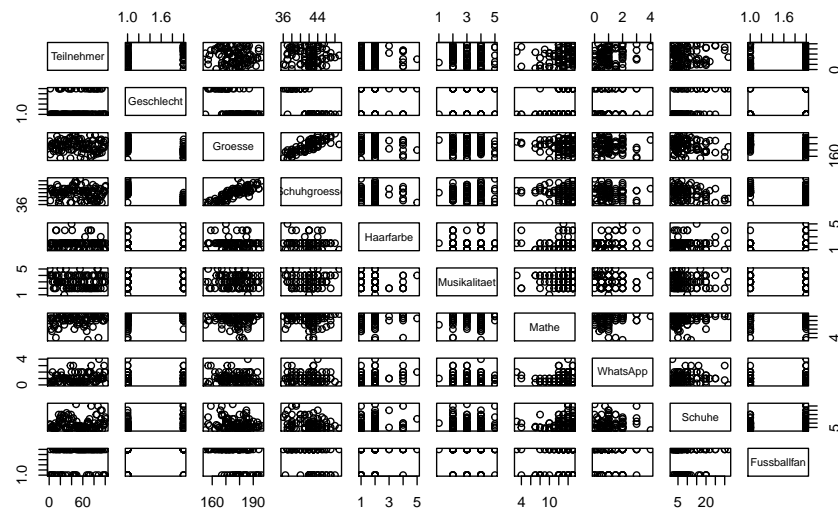 1.0 1.6
36 44
1 3 5
0 2 4
1.0 1.6
Teilnehmer
0
1.0
Geschlecht
Groesse
160
36
Schuhgroesse
Haarfarbe
1 5
1 5
Musikalitaet
Mathe
4
0 4
WhatsApp
Schuhe
5
1.0
Fussballfan
0 60
160 190
1 2 3 4 5
4 10
5 20